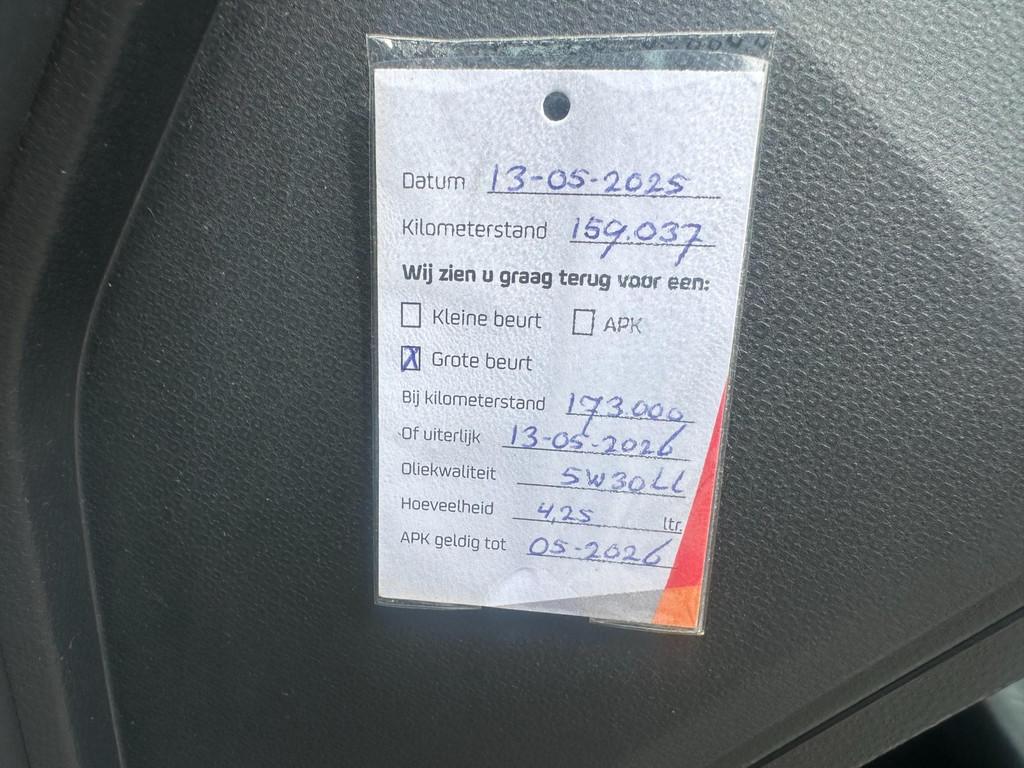 Datum 13-05-2025
Kilometerstand 159.037
Wij zien u graag terug voor een:
Kleine beurt APK
X Grote beurt
Bij kilometerstand 173.000
Of uiterlijk 13-05-2026
Oliekwaliteit 5W30LL
Hoeveelheid 4,25 ltr.
APK geldig tot 05-2026